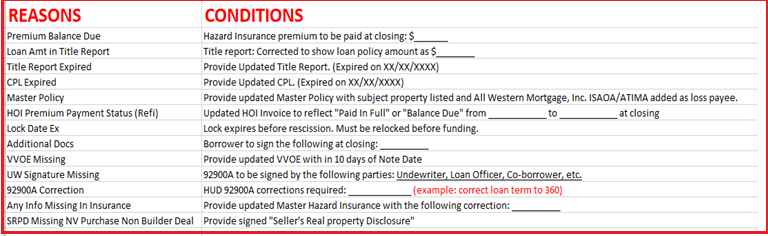 REASONS CONDITIONS
Premium Balance Due Hazard Insurance premium to be paid at closing: $_______
Loan Amt in Title Report Title report: Corrected to show loan policy amount as $________
Title Report Expired Provide Updated Title Report. (Expired on XX/XX/XXXX)
CPL Expired Provide Updated CPL. (Expired on XX/XX/XXXX)
Master Policy Provide updated Master Policy with subject property listed and All Western Mortgage, Inc. ISAOA/ATIMA added as loss payee.
HOI Premium Payment Status (Refi) Updated HOI Invoice to reflect "Paid In Full" or "Balance Due" from ____________ to ____________ at closing
Lock Date Ex Lock expires before rescission. Must be relocked before funding.
Additional Docs Borrower to sign the following at closing: __________
VVOE Missing Provide updated VVOE with in 10 days of Note Date
UW Signature Missing 92900A to be signed by the following parties: Underwriter, Loan Officer, Co-borrower, etc.
92900A Correction HUD 92900A corrections required: _____________ (example: correct loan term to 360)
Any Info Missing In Insurance Provide updated Master Hazard Insurance with the following correction: __________
SRPD Missing NV Purchase Non Builder Deal Provide signed "Seller's Real property Disclosure"